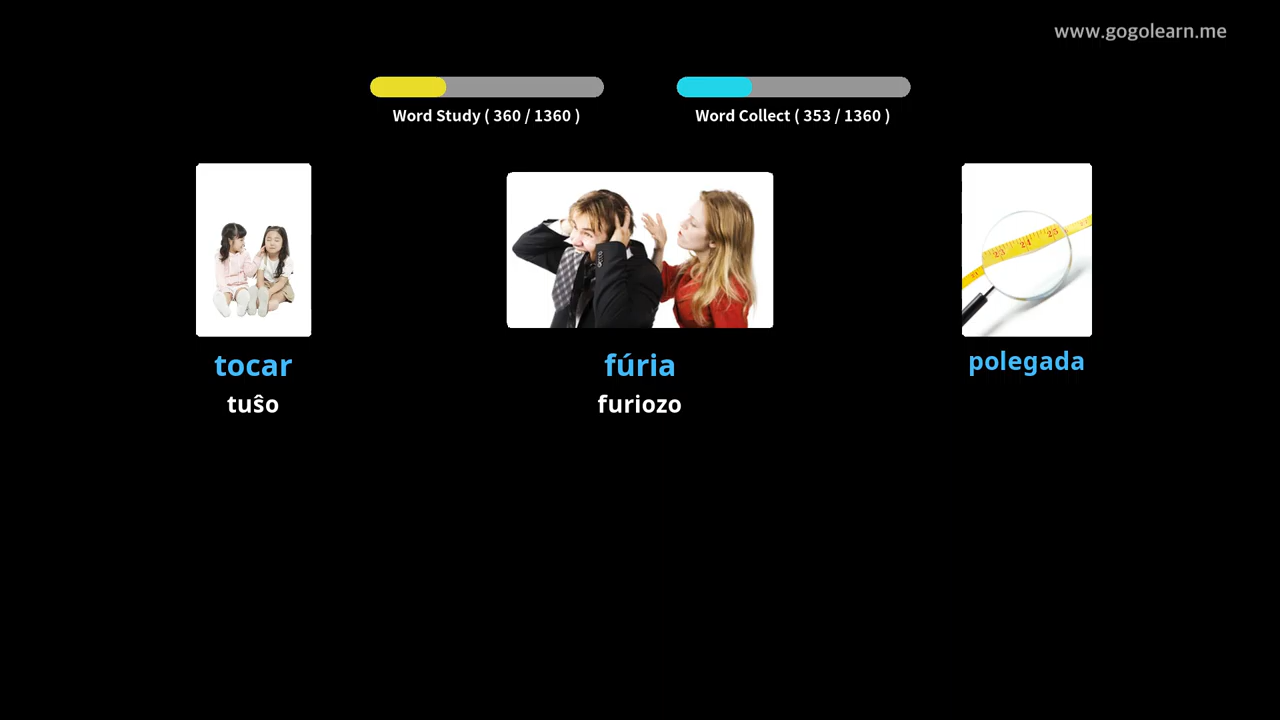 www.gogolearn.me
Word Study ( 360 / 1360 )
Word Collect ( 353 / 1360 )
tocar
fúria
polegada
tuŝo
furiozo